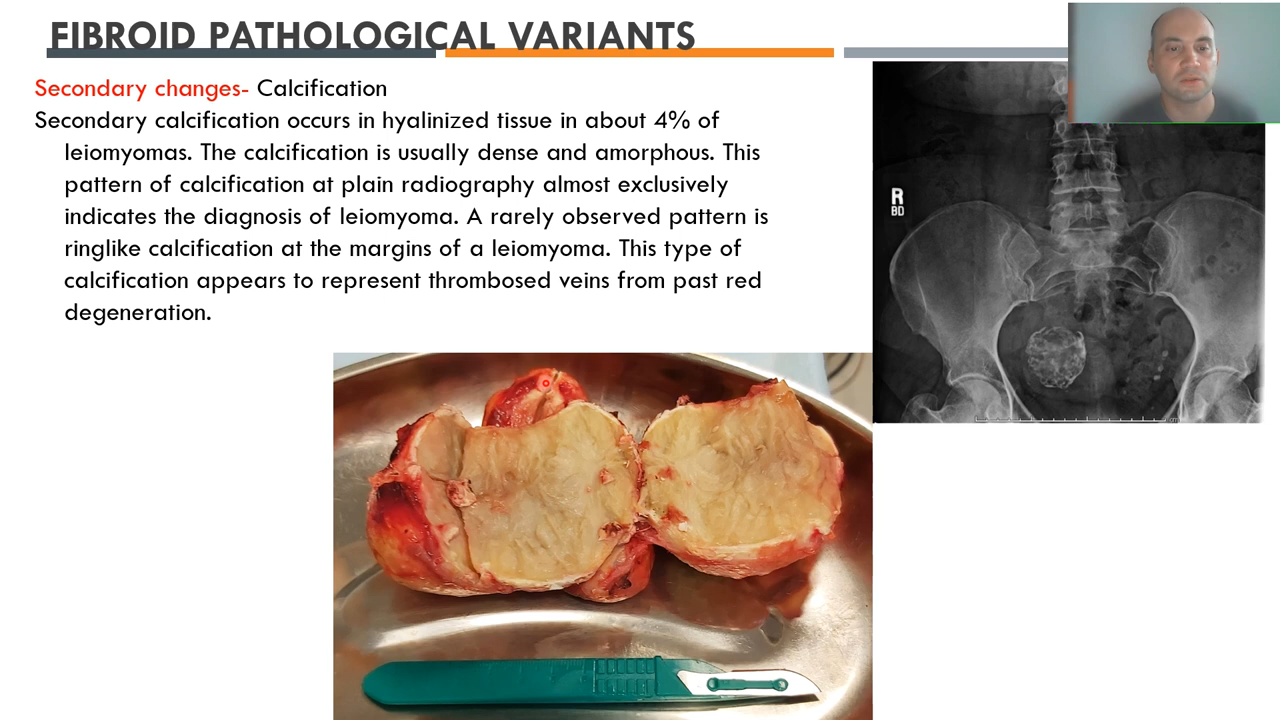 FIBROID PATHOLOGICAL VARIANTS
Secondary changes- Calcification
Secondary calcification occurs in hyalinized tissue in about 4% of
leiomyomas. The calcification is usually dense and amorphous. This
pattern of calcification at plain radiography almost exclusively
indicates the diagnosis of leiomyoma. A rarely observed pattern is
ringlike calcification at the margins of a leiomyoma. This type of
calcification appears to represent thrombosed veins from past red
degeneration.
R
BD